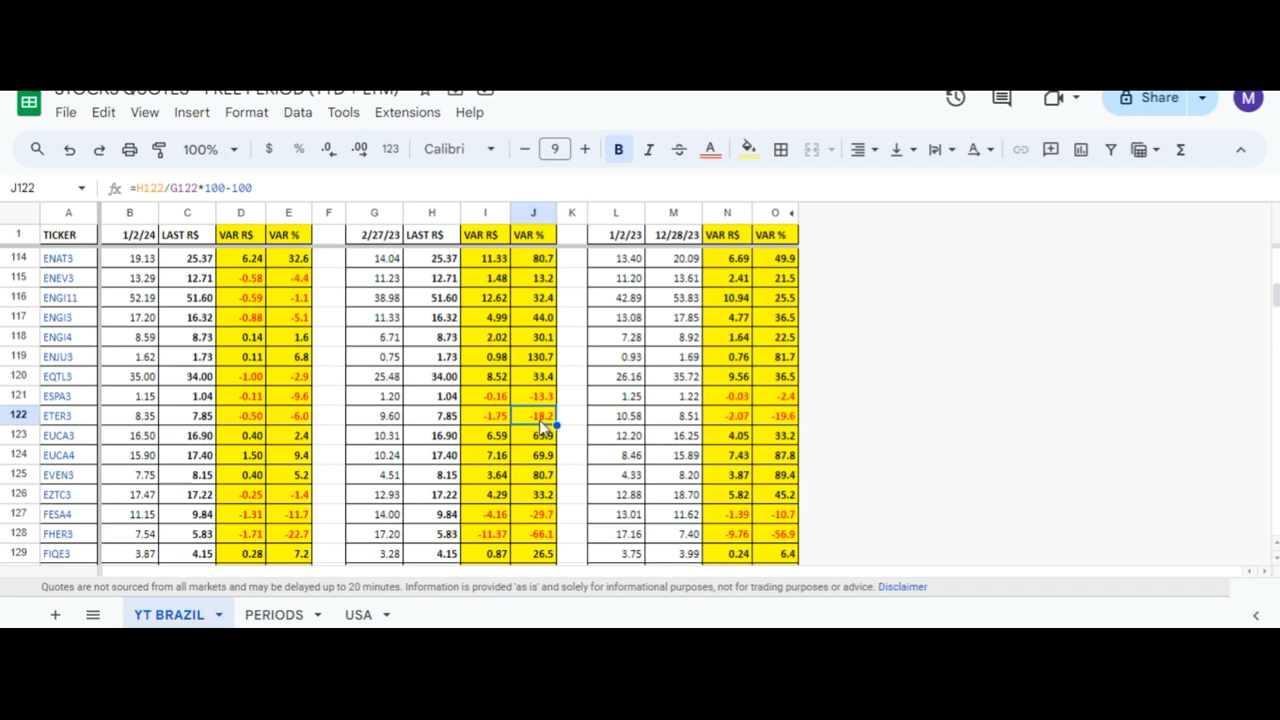 STOCKS QUOTES - FREE PERIOD (YTD + LTM)
File Edit View Insert Format Data Tools Extensions Help
Share M
100% $ % .0 .00 123 Calibri 9 B I A Σ
J122 fx =H122/G122*100-100
A B C D E F G H I J K L M N O
1 TICKER 1/2/24 LAST R$ VAR R$ VAR % 2/27/23 LAST R$ VAR R$ VAR % 1/2/23 12/28/23 VAR R$ VAR %
114 ENAT3 19.13 25.37 6.24 32.6 14.04 25.37 11.33 80.7 13.40 20.09 6.69 49.9
115 ENEV3 13.29 12.71 -0.58 -4.4 11.23 12.71 1.48 13.2 11.20 13.61 2.41 21.5
116 ENGI11 52.19 51.60 -0.59 -1.1 38.98 51.60 12.62 32.4 42.89 53.83 10.94 25.5
117 ENGI3 17.20 16.32 -0.88 -5.1 11.33 16.32 4.99 44.0 13.08 17.85 4.77 36.5
118 ENGI4 8.59 8.73 0.14 1.6 6.71 8.73 2.02 30.1 7.28 8.92 1.64 22.5
119 ENJU3 1.62 1.73 0.11 6.8 0.75 1.73 0.98 130.7 0.93 1.69 0.76 81.7
120 EQTL3 35.00 34.00 -1.00 -2.9 25.48 34.00 8.52 33.4 26.16 35.72 9.56 36.5
121 ESPA3 1.15 1.04 -0.11 -9.6 1.20 1.04 -0.16 -13.3 1.25 1.22 -0.03 -2.4
122 ETER3 8.35 7.85 -0.50 -6.0 9.60 7.85 -1.75 -18.2 10.58 8.51 -2.07 -19.6
123 EUCA3 16.50 16.90 0.40 2.4 10.31 16.90 6.59 63.9 12.20 16.25 4.05 33.2
124 EUCA4 15.90 17.40 1.50 9.4 10.24 17.40 7.16 69.9 8.46 15.89 7.43 87.8
125 EVEN3 7.75 8.15 0.40 5.2 4.51 8.15 3.64 80.7 4.33 8.20 3.87 89.4
126 EZTC3 17.47 17.22 -0.25 -1.4 12.93 17.22 4.29 33.2 12.88 18.70 5.82 45.2
127 FESA4 11.15 9.84 -1.31 -11.7 14.00 9.84 -4.16 -29.7 13.01 11.62 -1.39 -10.7
128 FHER3 7.54 5.83 -1.71 -22.7 17.20 5.83 -11.37 -66.1 17.16 7.40 -9.76 -56.9
129 FIQE3 3.87 4.15 0.28 7.2 3.28 4.15 0.87 26.5 3.75 3.99 0.24 6.4
Quotes are not sourced from all markets and may be delayed up to 20 minutes. Information is provided 'as is' and solely for informational purposes, not for trading purposes or advice. Disclaimer
YT BRAZIL PERIODS USA